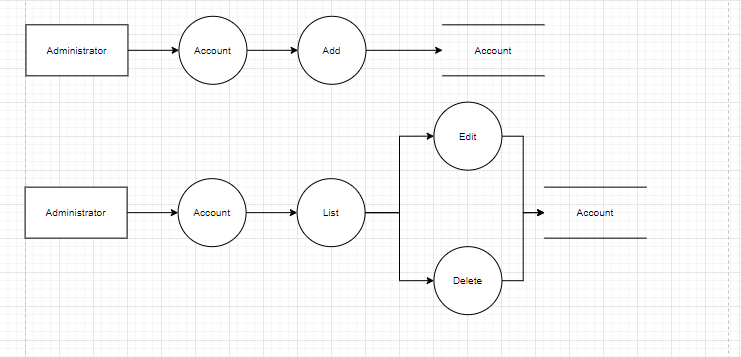 Administrator
Account
Add
Account
Edit
Administrator
Account
List
Account
Delete